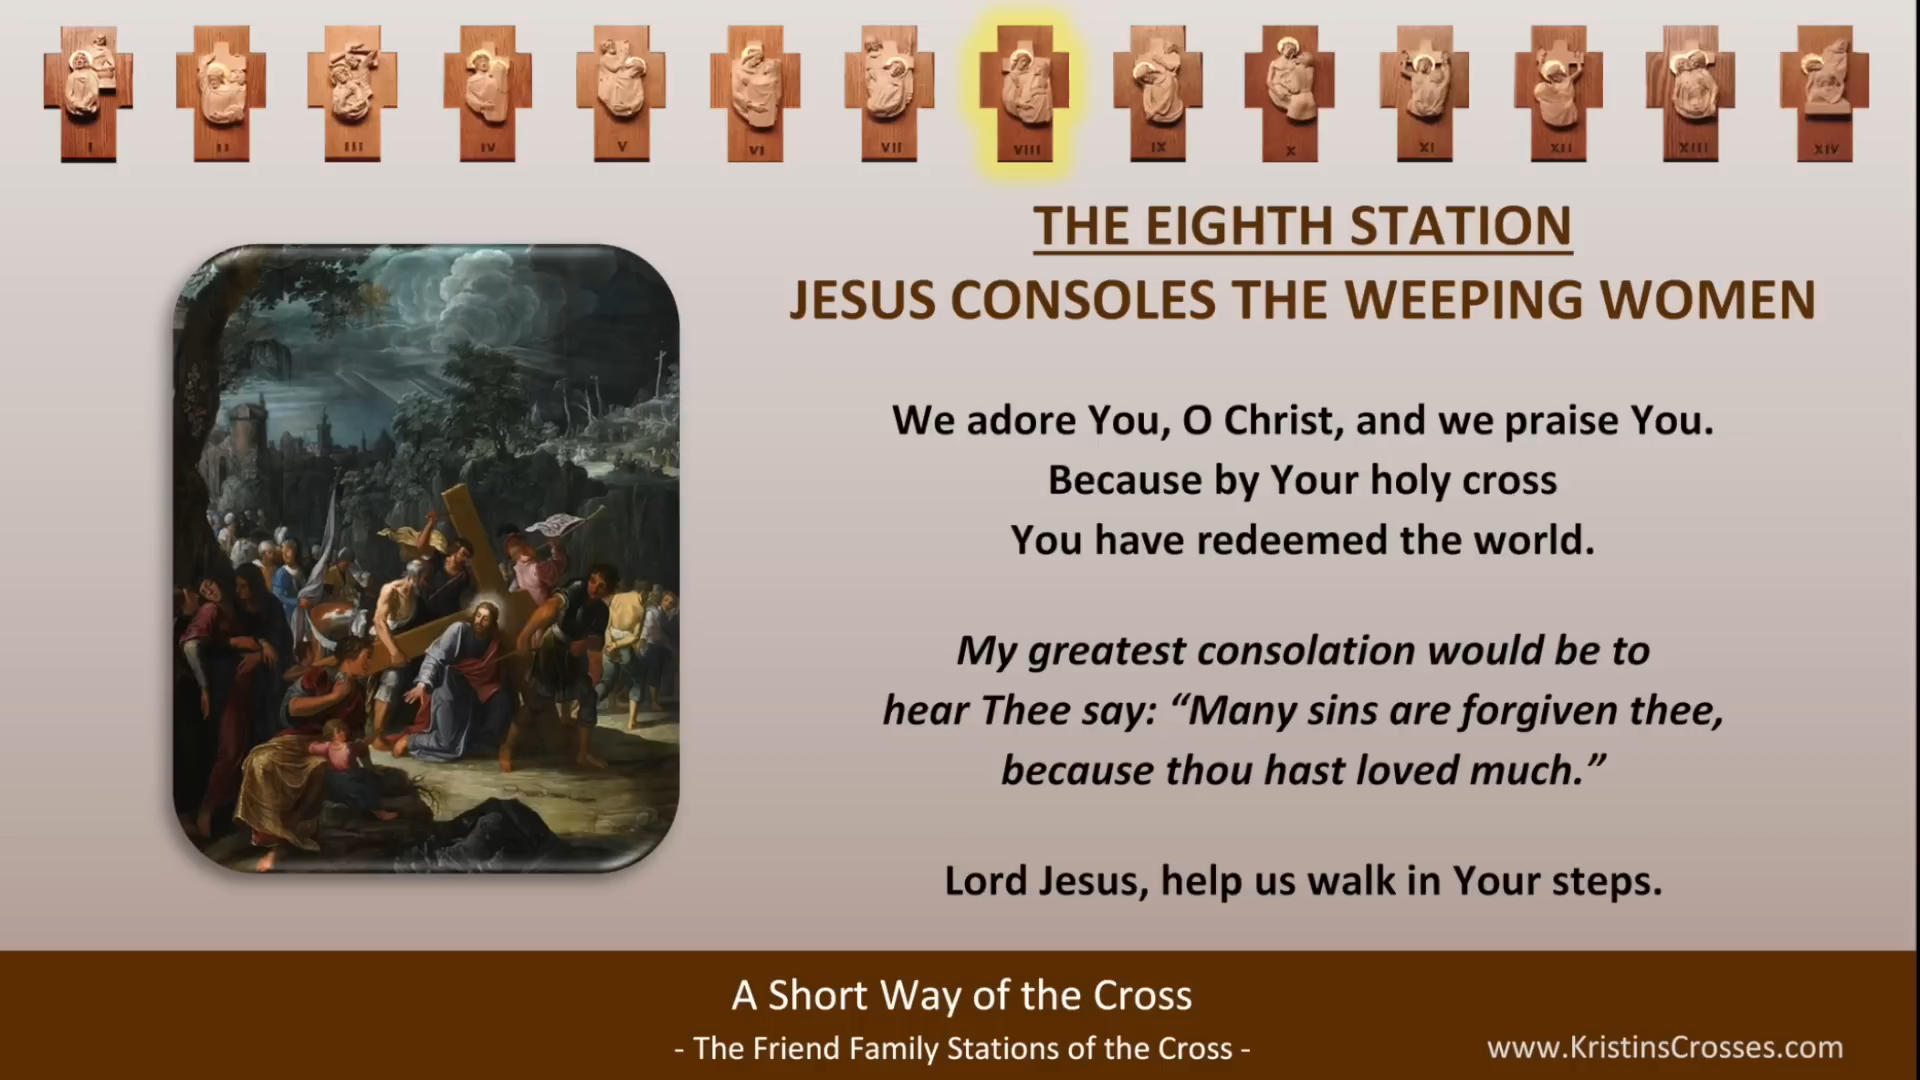 I II III IV V VI VII VIII IX X XI XII XIII XIV
THE EIGHTH STATION
JESUS CONSOLES THE WEEPING WOMEN
We adore You, O Christ, and we praise You.
Because by Your holy cross
You have redeemed the world.
My greatest consolation would be to
hear Thee say: “Many sins are forgiven thee,
because thou hast loved much.”
Lord Jesus, help us walk in Your steps.
A Short Way of the Cross
- The Friend Family Stations of the Cross -
www.KristinsCrosses.com